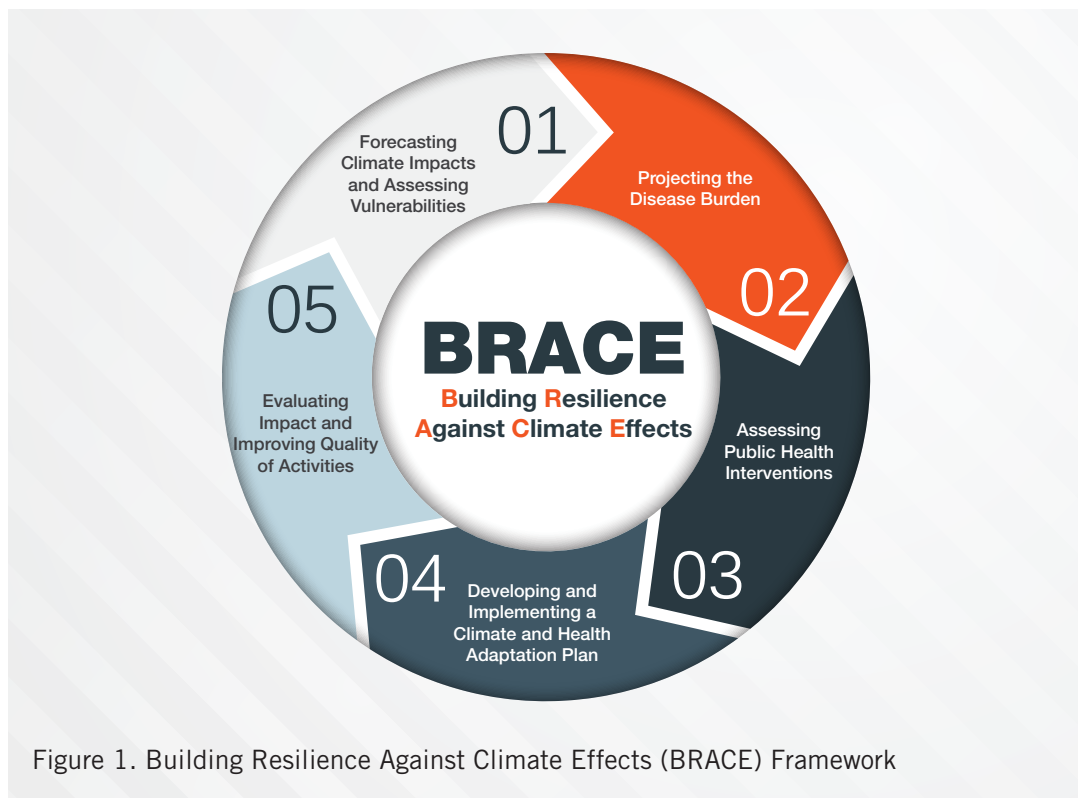 01
Forecasting
Climate Impacts
and Assessing
Vulnerabilities
Projecting the
Disease Burden
02
Assessing
Public Health
Interventions
03
04
Developing and
Implementing a
Climate and Health
Adaptation Plan
05
Evaluating
Impact and
Improving Quality
of Activities
BRACE
Building Resilience
Against Climate Effects
Figure 1. Building Resilience Against Climate Effects (BRACE) Framework